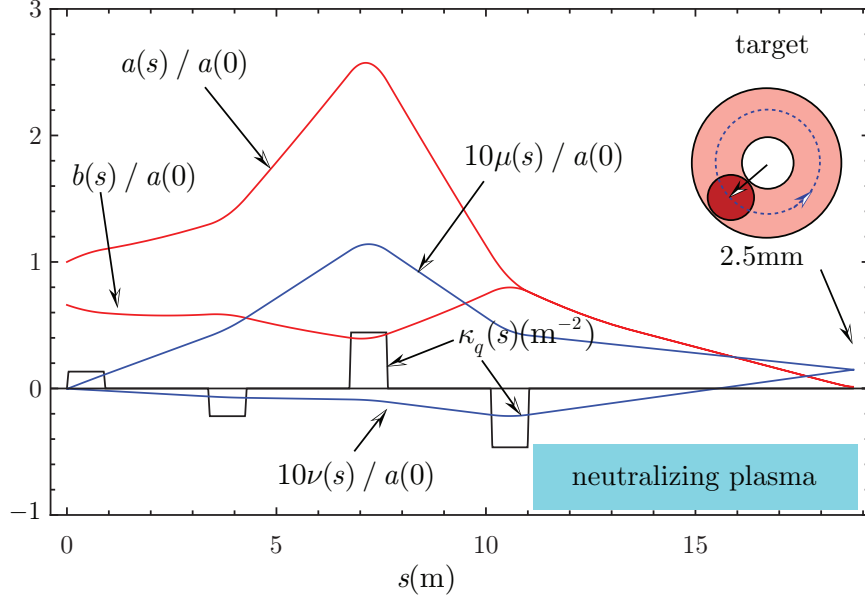 3
target
a(s) / a(0)
10μ(s) / a(0)
2
b(s) / a(0)
2.5mm
1
κ_q(s)(m^{−2})
0
10ν(s) / a(0)
neutralizing plasma
−1
0 5 10 15
s(m)